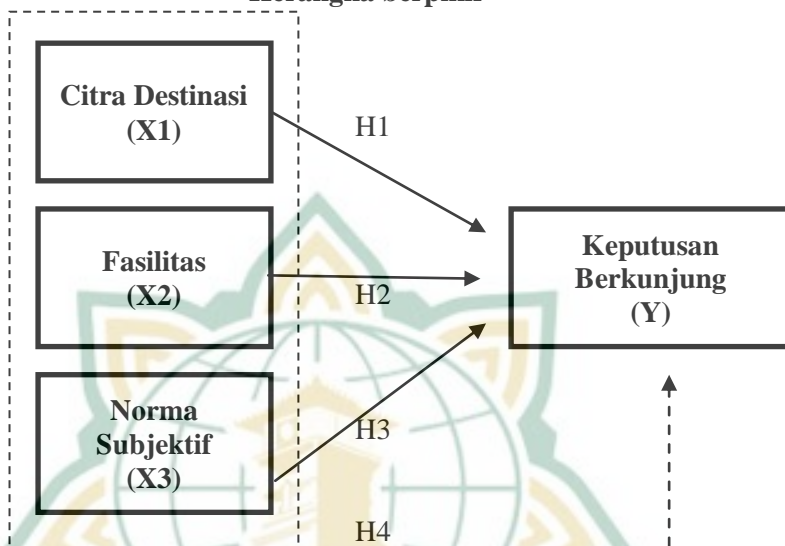 Kerangka berpikir
Citra Destinasi
(X1)
H1
Fasilitas
(X2)
H2
Keputusan
Berkunjung
(Y)
Norma
Subjektif
(X3)
H3
H4